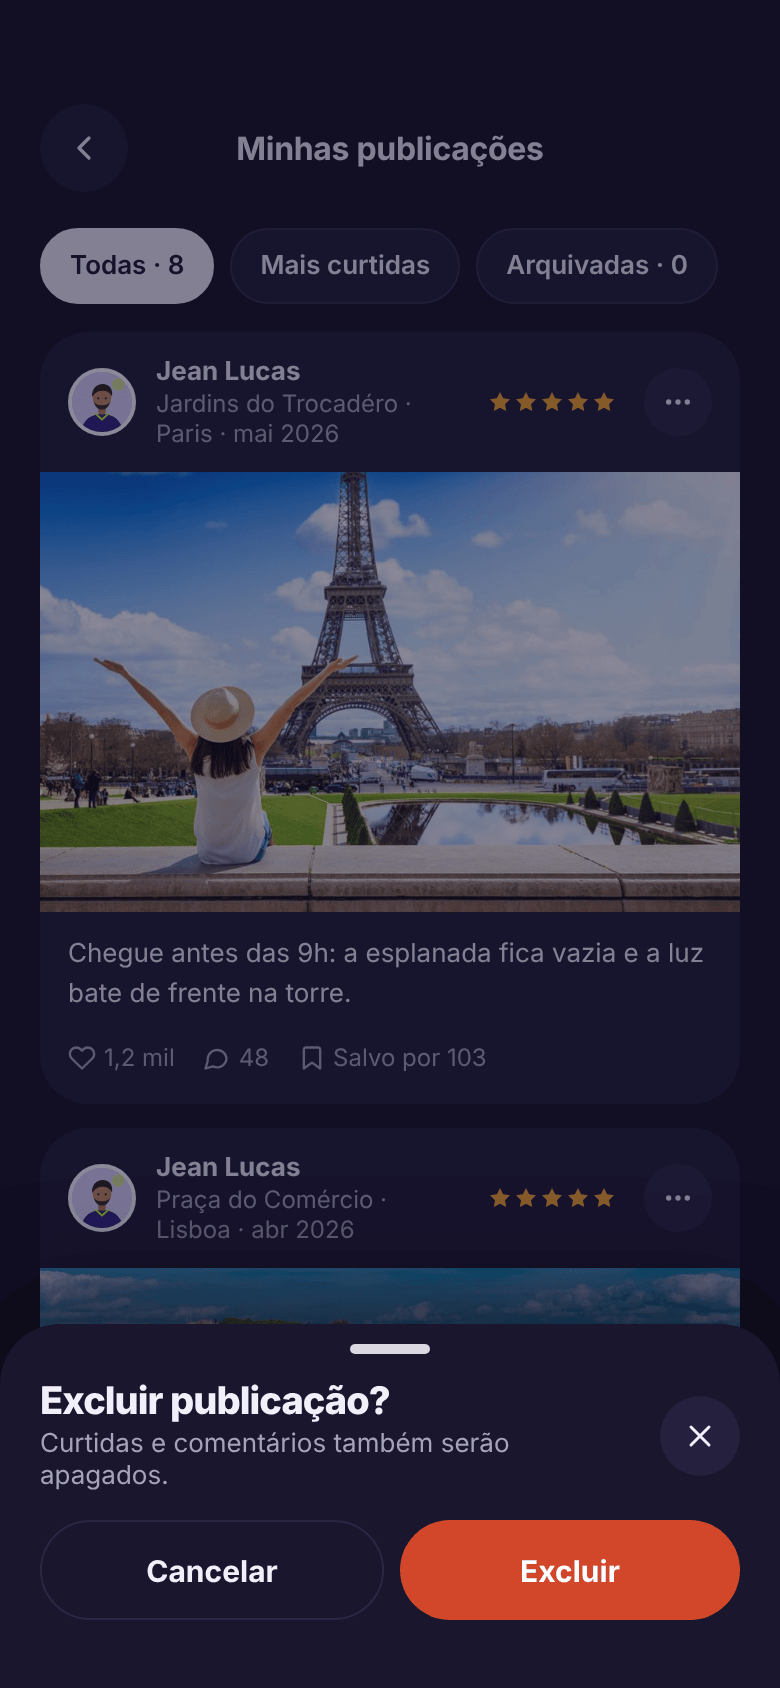 Minhas publicações
Todas · 8
Mais curtidas
Arquivadas · 0
Jean Lucas
Jardins do Trocadéro ·
Paris · mai 2026
Chegue antes das 9h: a esplanada fica vazia e a luz
bate de frente na torre.
1,2 mil
48
Salvo por 103
Jean Lucas
Praça do Comércio ·
Lisboa · abr 2026
Excluir publicação?
Curtidas e comentários também serão
apagados.
Cancelar
Excluir